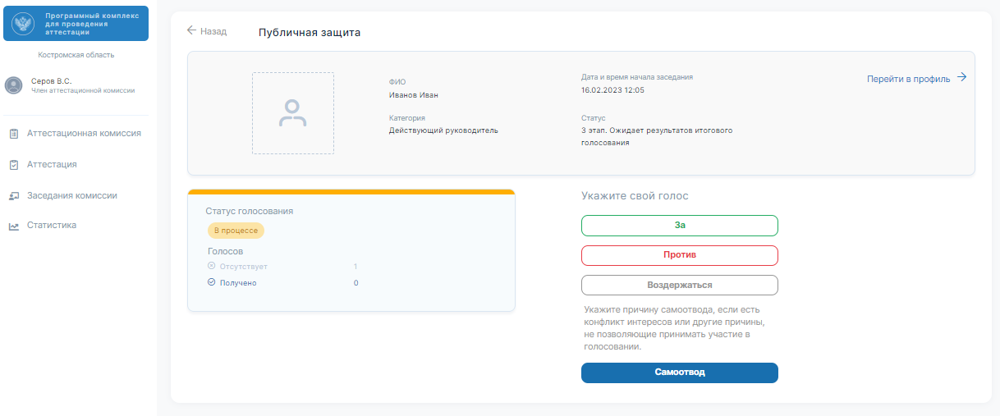 Программный комплекс
для проведения
аттестации
Костромская область
Серов В.С.
Член аттестационной комиссии
Аттестационная комиссия
Аттестация
Заседания комиссии
Статистика
Назад
Публичная защита
ФИО
Иванов Иван
Категория
Действующий руководитель
Дата и время начала заседания
16.02.2023 12:05
Статус
3 этап. Ожидает результатов итогового
голосования
Перейти в профиль
Статус голосования
В процессе
Голосов
Отсутствует 1
Получено 0
Укажите свой голос
За
Против
Воздержаться
Укажите причину самоотвода, если есть
конфликт интересов или другие причины,
не позволяющие принимать участие в
голосовании.
Самоотвод